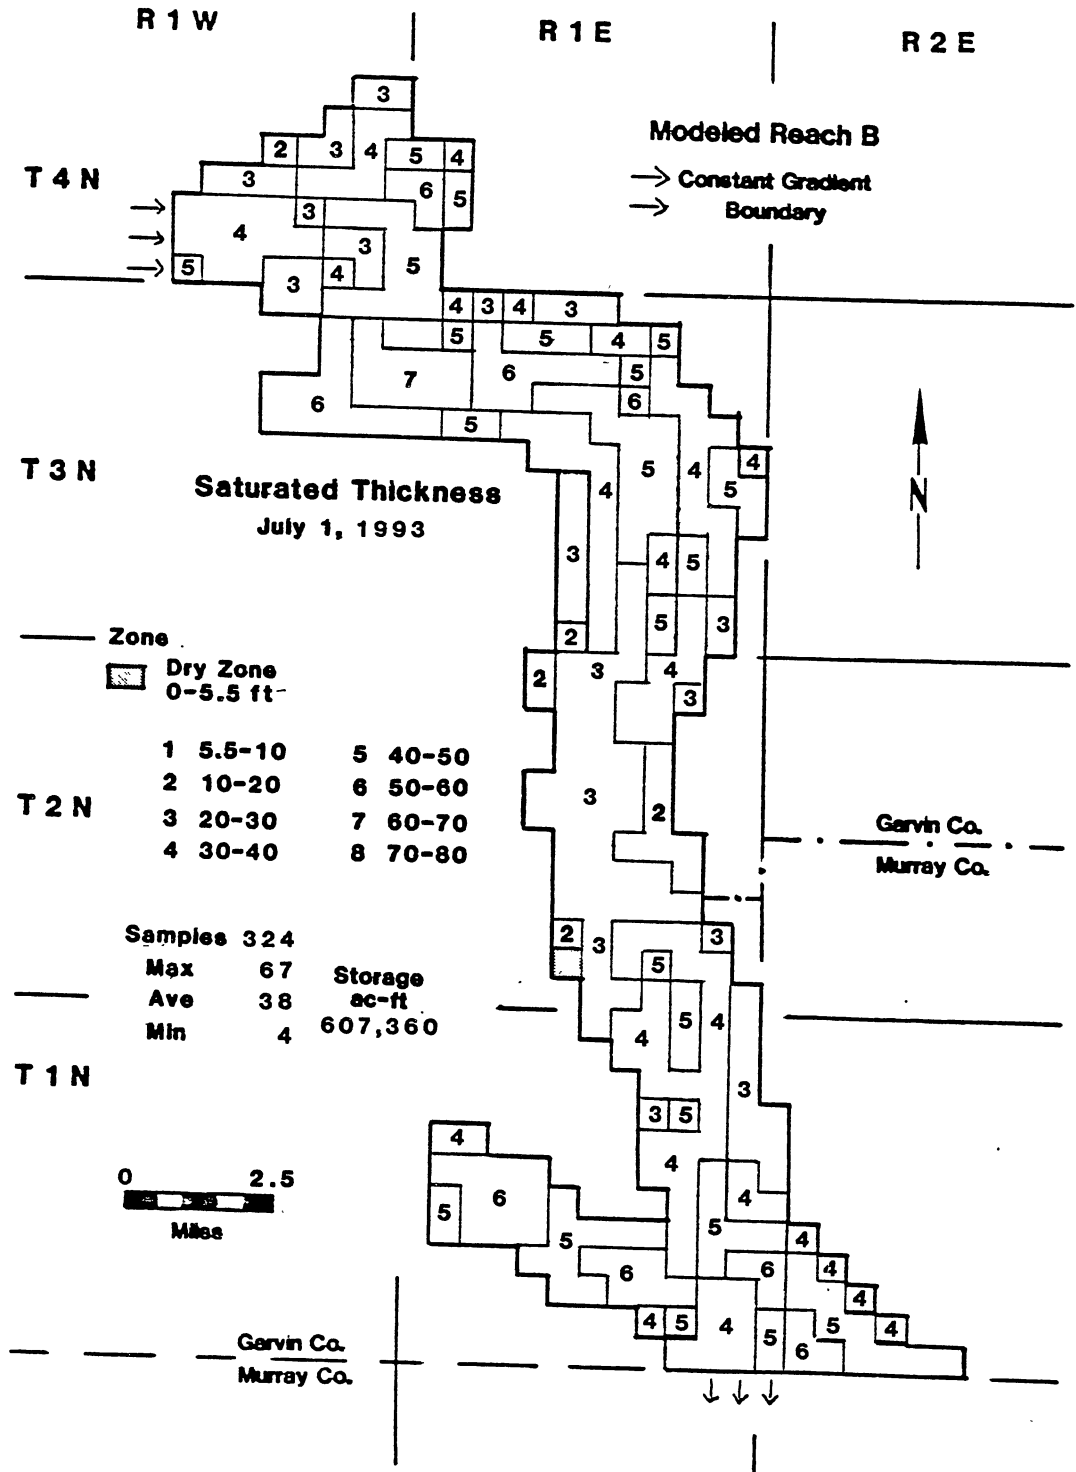 R 1 W
R 1 E
R 2 E
3
Modeled Reach B
2 3 4 5 4
T 4 N
3 6 5
Constant Gradient
Boundary
3
4 3
5 3 4 5
4 3 4 3
5 5 4 5
7 6 5
6 6
5
T 3 N
5 4 4
Saturated Thickness
4 5
July 1, 1993
N
3 4 5
5 3
2
Zone
3 4
Dry Zone
0-5.5 ft
2 3
1 5.5-10 5 40-50
2 10-20 6 50-60
T 2 N
3 20-30 7 60-70
4 30-40 8 70-80
3 2
Garvin Co.
Murray Co.
Samples 324
2 3 3
Max 67
5
Storage
Ave 38
ac-ft
Min 4
607,360
4 5 4
T 1 N
3
3 5
4
4
0 2.5
6 4
5
Miles
5 5 4
6 6 4
4
4 5 4 5 5 4
6
Garvin Co.
Murray Co.